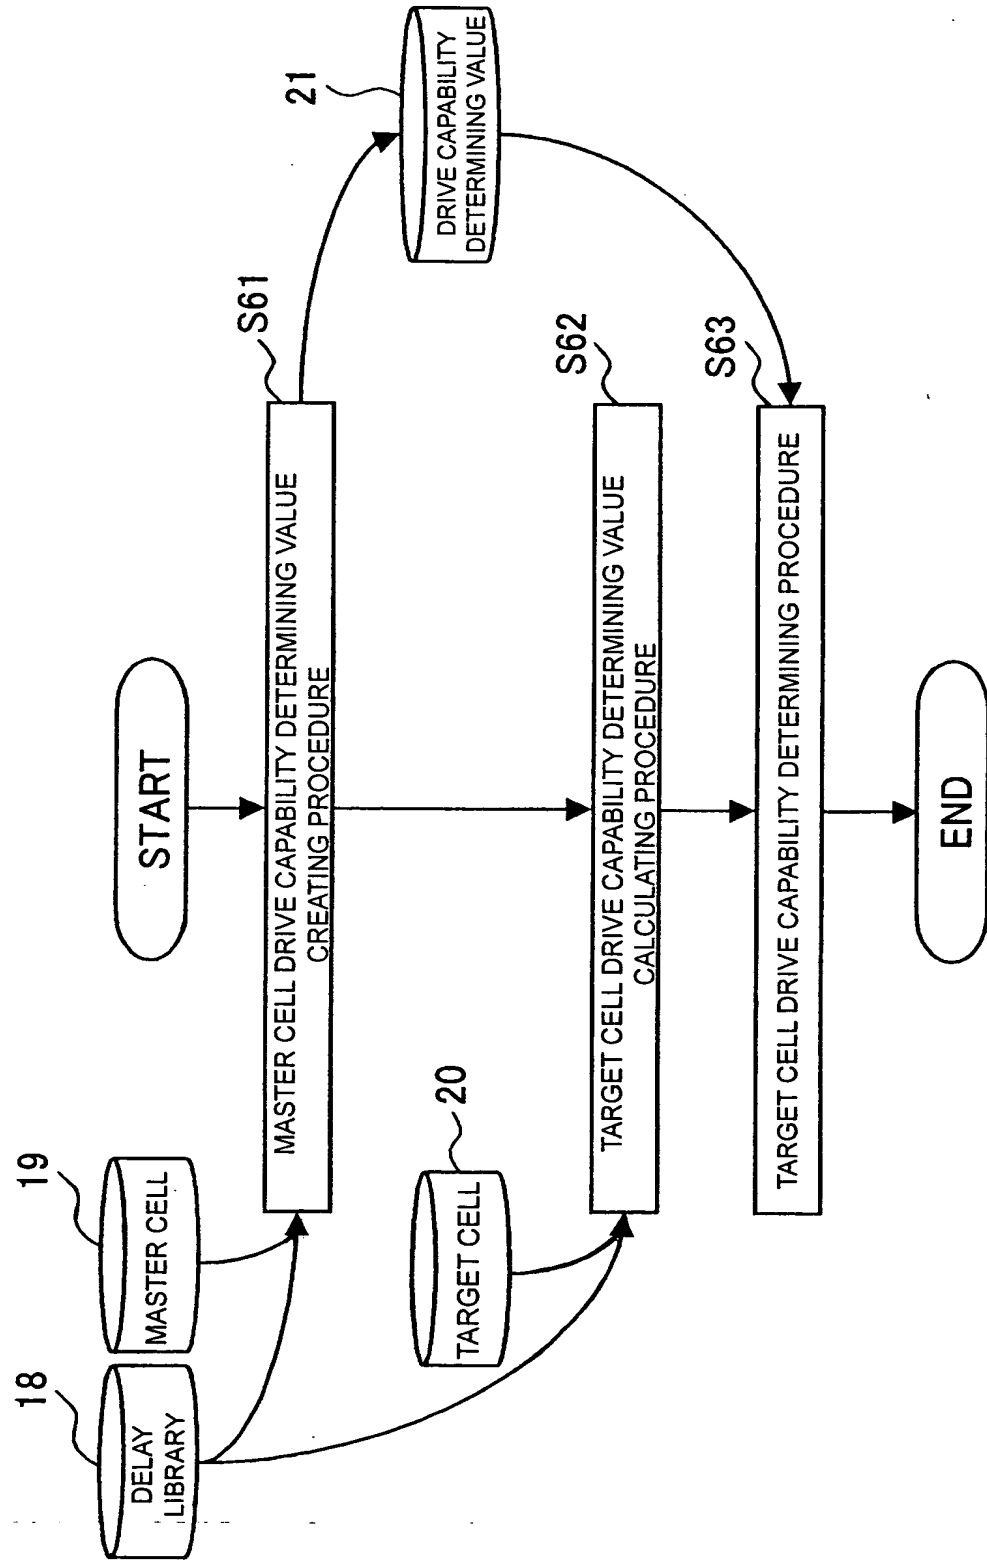 START
18
DELAY
LIBRARY
19
MASTER CELL
S61
MASTER CELL DRIVE CAPABILITY DETERMINING VALUE
CREATING PROCEDURE
21
DRIVE CAPABILITY
DETERMINING VALUE
20
TARGET CELL
S62
TARGET CELL DRIVE CAPABILITY DETERMINING VALUE
CALCULATING PROCEDURE
S63
TARGET CELL DRIVE CAPABILITY DETERMINING PROCEDURE
END